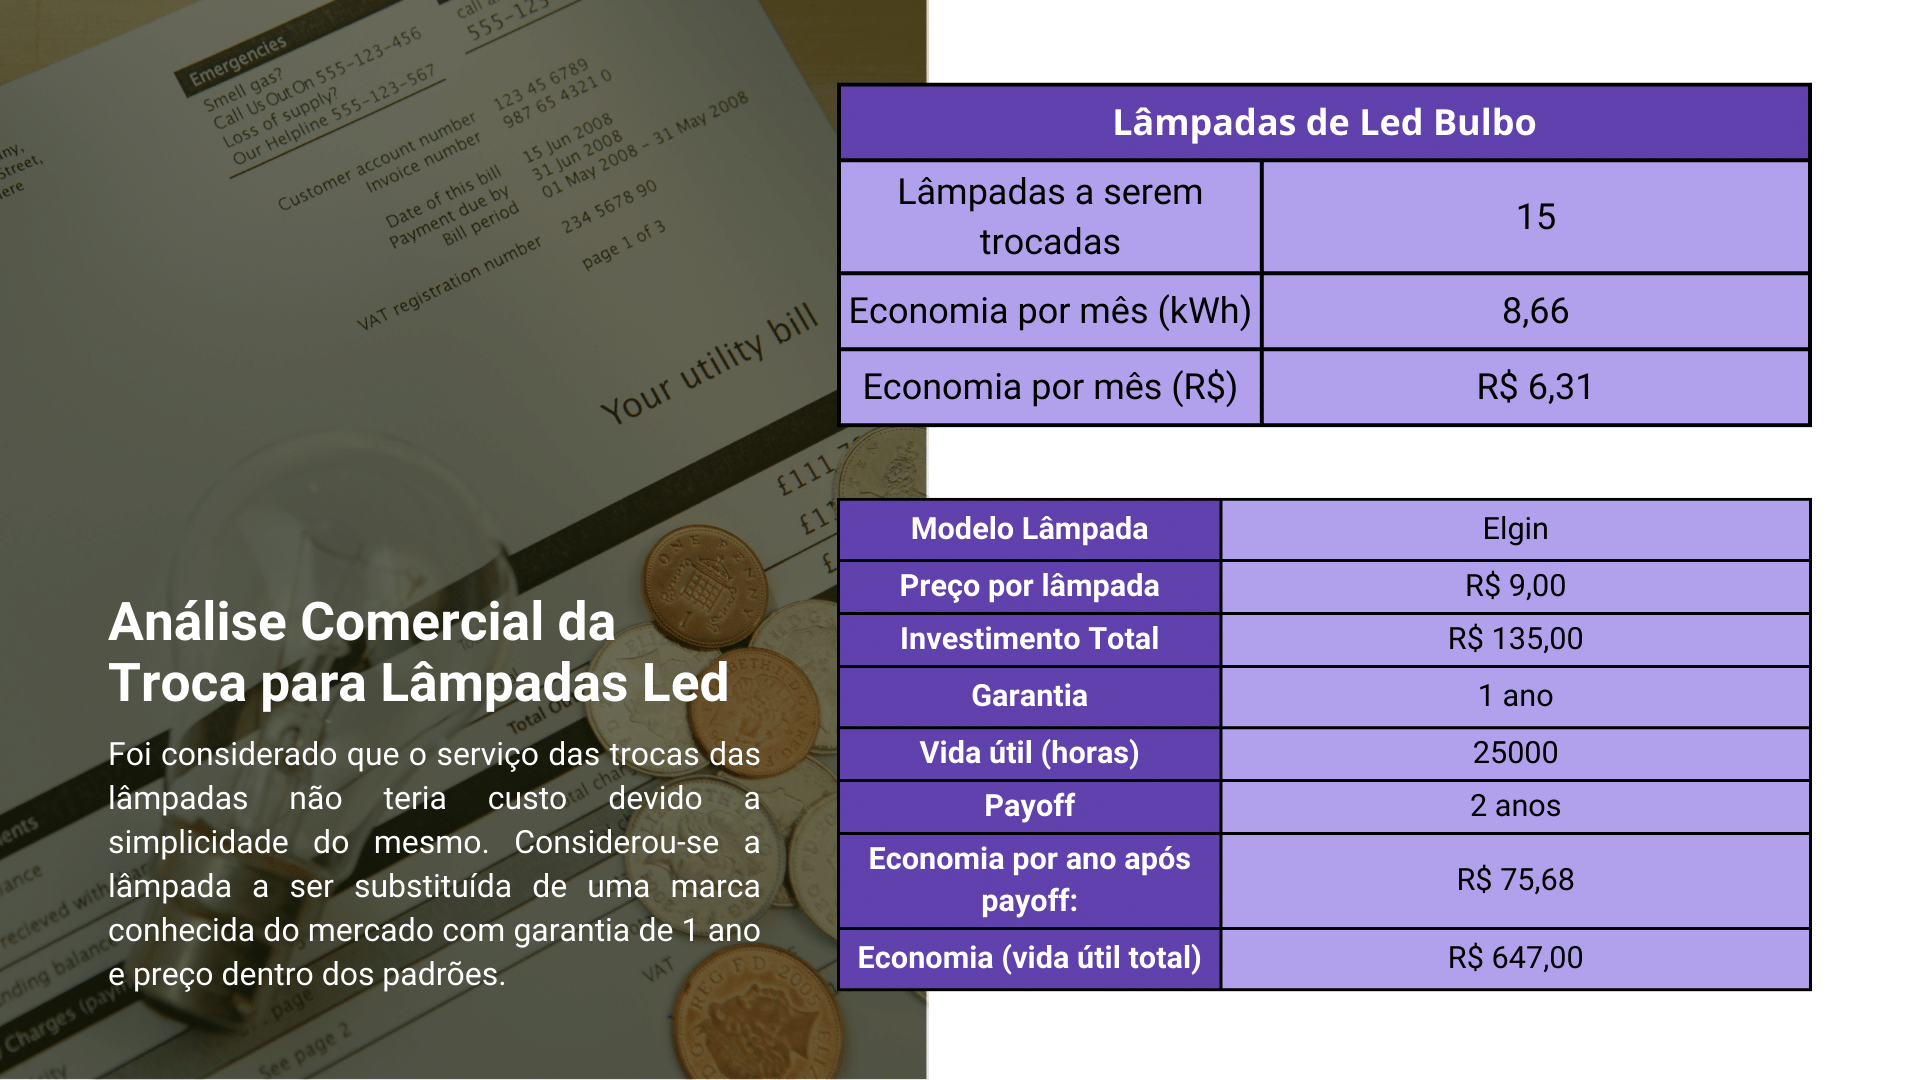 Emergencies
Smell gas?
Call Us Out On 555-123-456
Loss of supply?
Our Helpline 555-123-567
Customer account number 123 45 6789
Invoice number 987 65 4321 0
Date of this bill 15 Jun 2008
Payment due by 31 Jun 2008
Bill period 01 May 2008 – 31 May 2008
VAT registration number 234 5678 90
page 1 of 3
Your utility bill
Análise Comercial da
Troca para Lâmpadas Led
Foi considerado que o serviço das trocas das
lâmpadas não teria custo devido a
simplicidade do mesmo. Considerou-se a
lâmpada a ser substituída de uma marca
conhecida do mercado com garantia de 1 ano
e preço dentro dos padrões.
VAT
See page 2
Lâmpadas de Led Bulbo
Lâmpadas a serem
trocadas
15
Economia por mês (kWh) 8,66
Economia por mês (R$) R$ 6,31
Modelo Lâmpada Elgin
Preço por lâmpada R$ 9,00
Investimento Total R$ 135,00
Garantia 1 ano
Vida útil (horas) 25000
Payoff 2 anos
Economia por ano após
payoff:
R$ 75,68
Economia (vida útil total) R$ 647,00